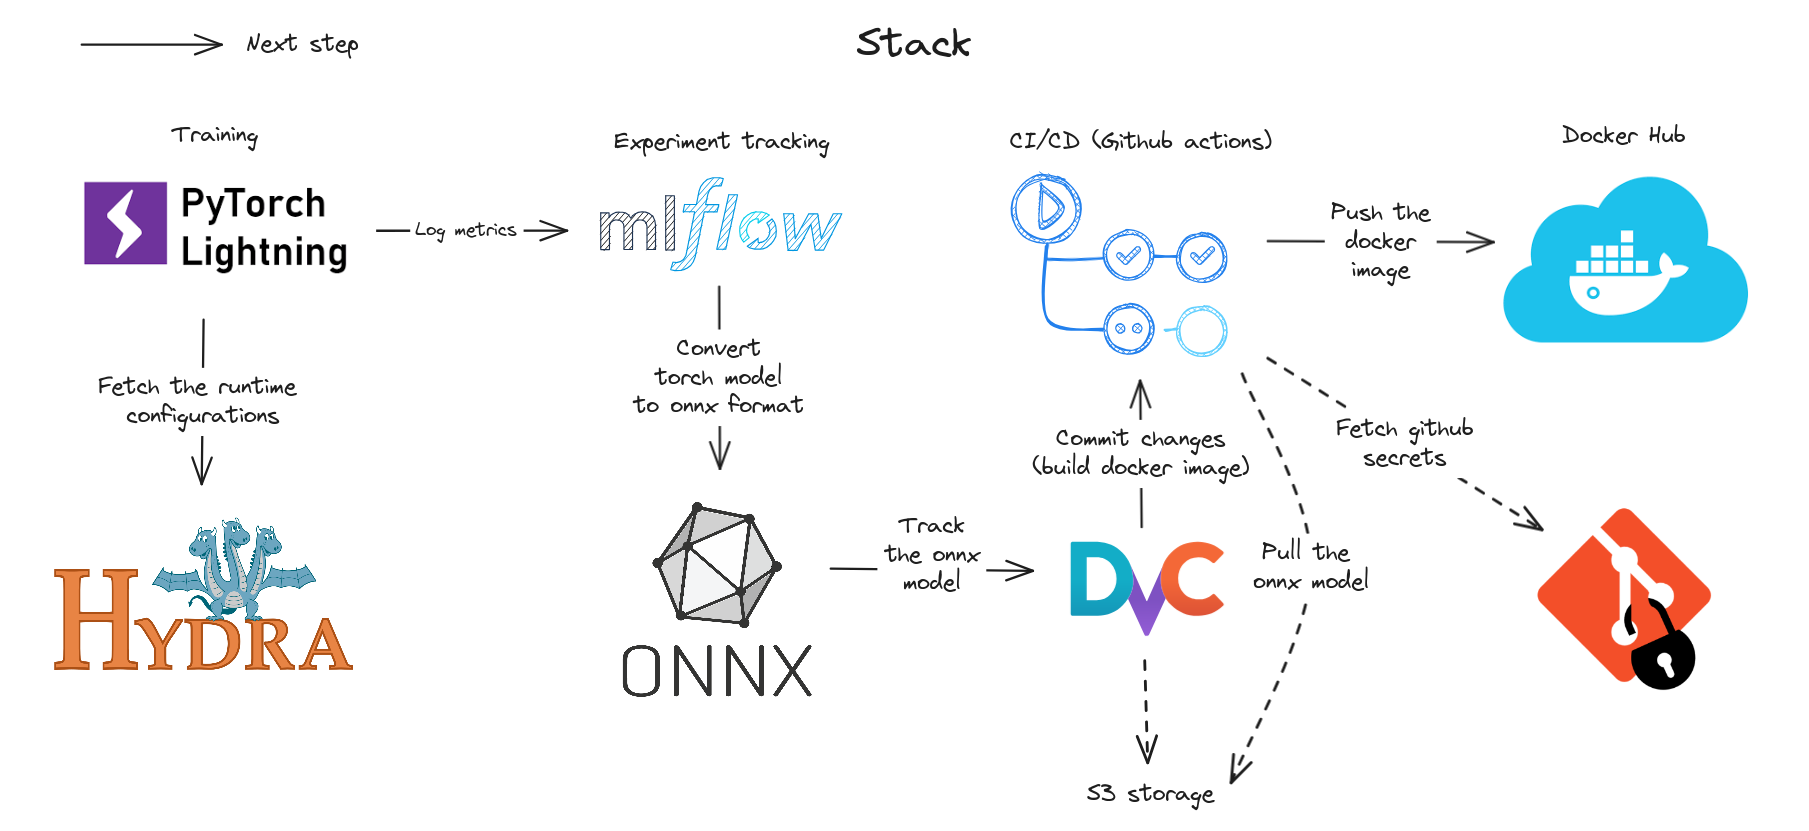 Next step
Stack
Training
Experiment tracking
CI/CD (Github actions)
Docker Hub
PyTorch
Lightning
Log metrics
mlflow
Push the
docker
image
Fetch the runtime
configurations
Convert
torch model
to onnx format
Commit changes
(build docker image)
Fetch github
secrets
HYDRA
ONNX
Track
the onnx
model
DVC
Pull the
onnx model
S3 storage